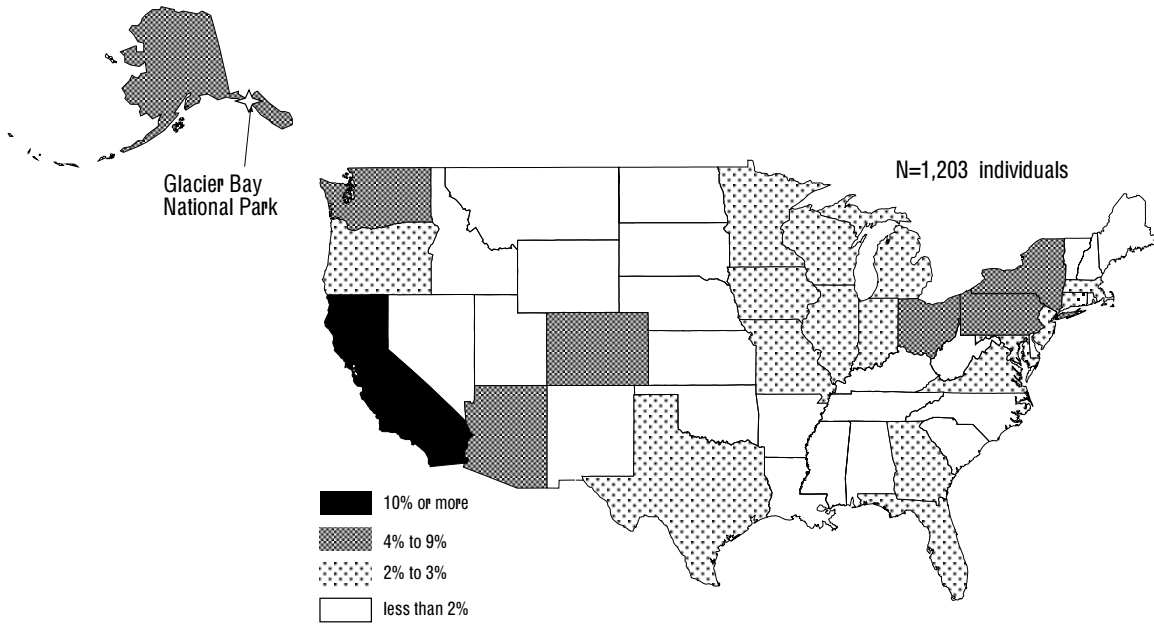 Glacier Bay
National Park
N=1,203 individuals
10% or more
4% to 9%
2% to 3%
less than 2%